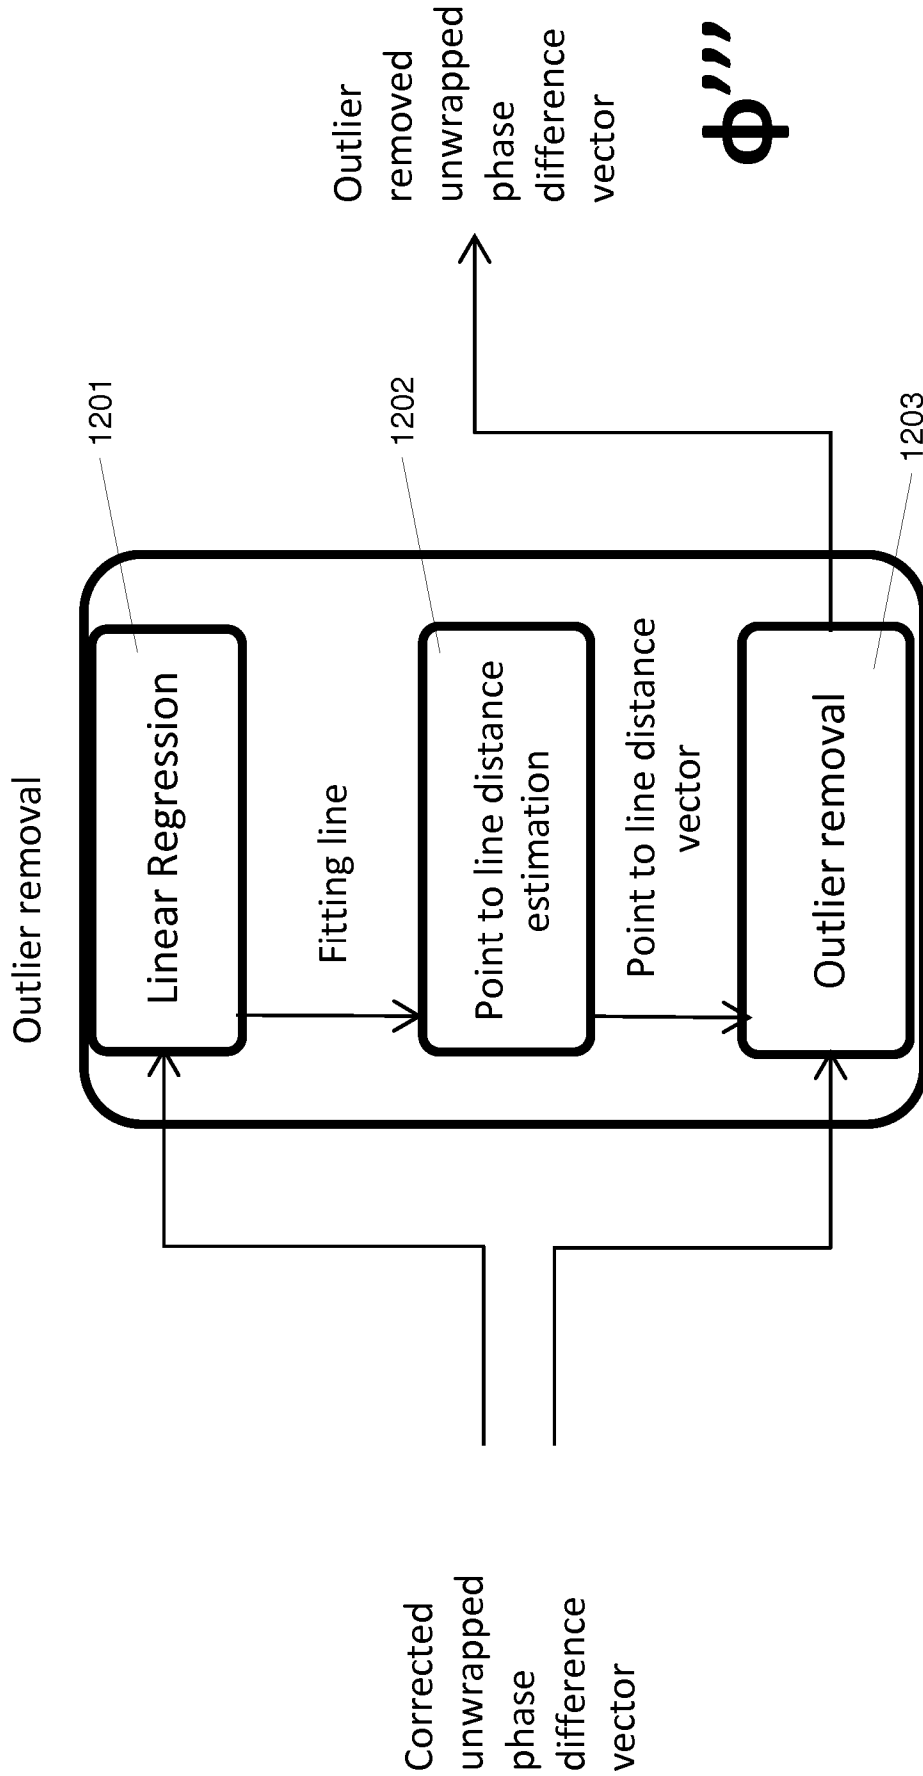 Outlier removal
Corrected
unwrapped
phase
difference
vector
1201
Linear Regression
Fitting line
1202
Point to line distance
estimation
Point to line distance
vector
1203
Outlier removal
Outlier
removed
unwrapped
phase
difference
vector
ϕ’’’